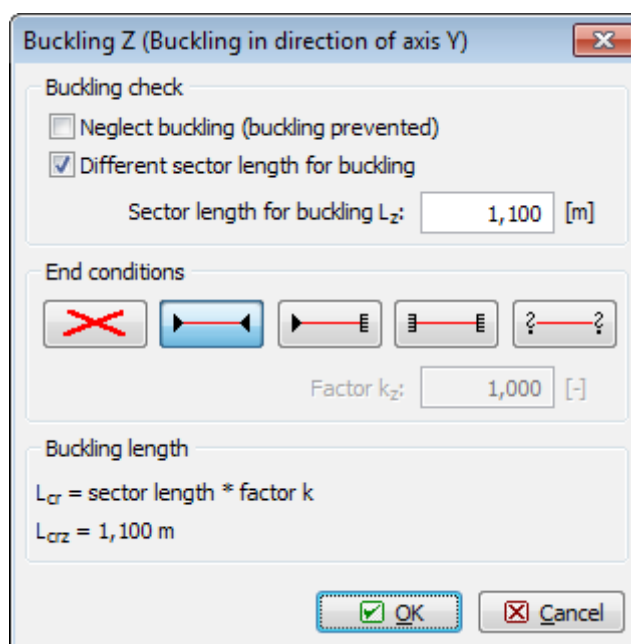 Buckling Z (Buckling in direction of axis Y)
Buckling check
Neglect buckling (buckling prevented)
Different sector length for buckling
Sector length for buckling Lz: 1,100 [m]
End conditions
? ?
Factor kz: 1,000 [-]
Buckling length
Lcr = sector length * factor k
Lcrz = 1,100 m
OK Cancel